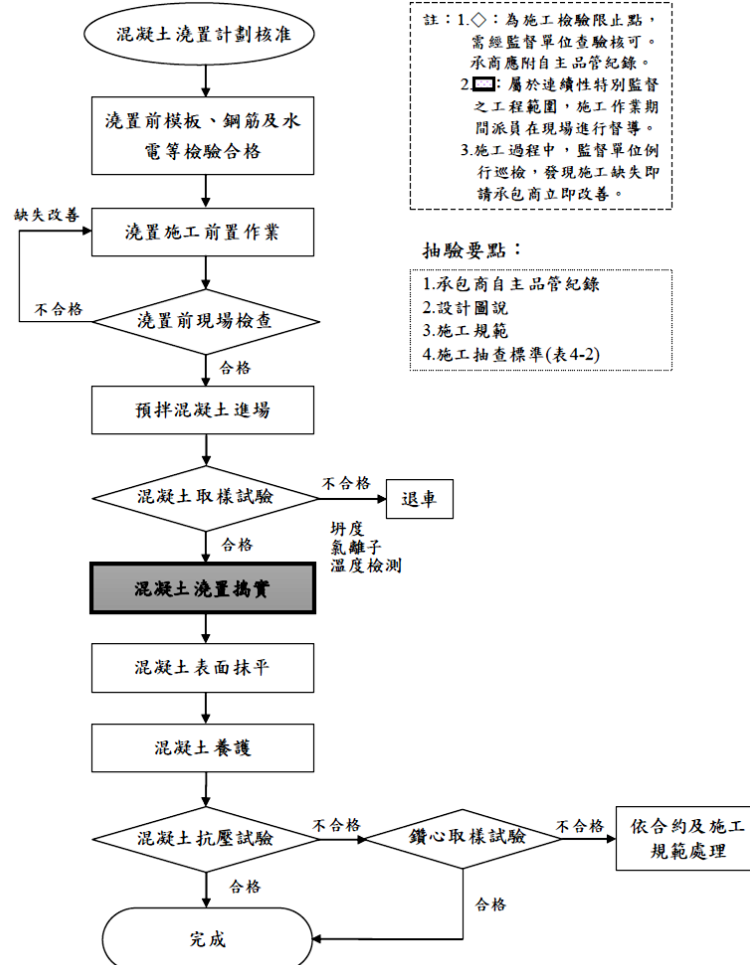 混凝土澆置計劃核准
澆置前模板、鋼筋及水
電等檢驗合格
缺失改善
澆置施工前置作業
不合格
澆置前現場檢查
合格
預拌混凝土進場
混凝土取樣試驗
不合格
退車
坍度
氯離子
溫度檢測
合格
混凝土澆置搗實
混凝土表面抹平
混凝土養護
混凝土抗壓試驗
不合格
鑽心取樣試驗
不合格
依合約及施工
規範處理
合格
合格
完成
註：1.◇：為施工檢驗限止點，
需經監督單位查驗核可。
承商應附自主品管紀錄。
2.：屬於連續性特別監督
之工程範圍，施工作業期
間派員在現場進行督導。
3.施工過程中，監督單位例
行巡檢，發現施工缺失即
請承包商立即改善。
抽驗要點：
1.承包商自主品管紀錄
2.設計圖說
3.施工規範
4.施工抽查標準(表4-2)